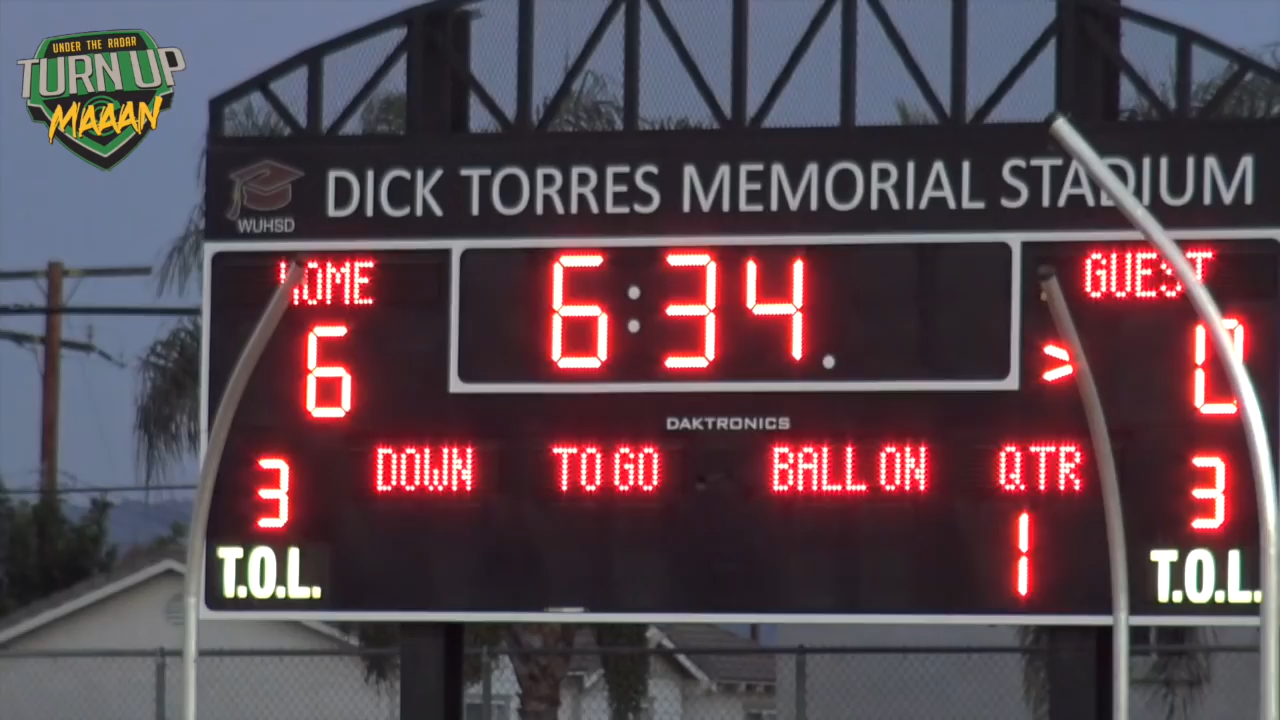 UNDER THE RADAR
TURN UP
MAAAN
WUHSD
DICK TORRES MEMORIAL STADIUM
HOME
6:34
GUEST
6
>
0
DAKTRONICS
DOWN TO GO BALL ON QTR
3
1
3
T.O.L.
T.O.L.